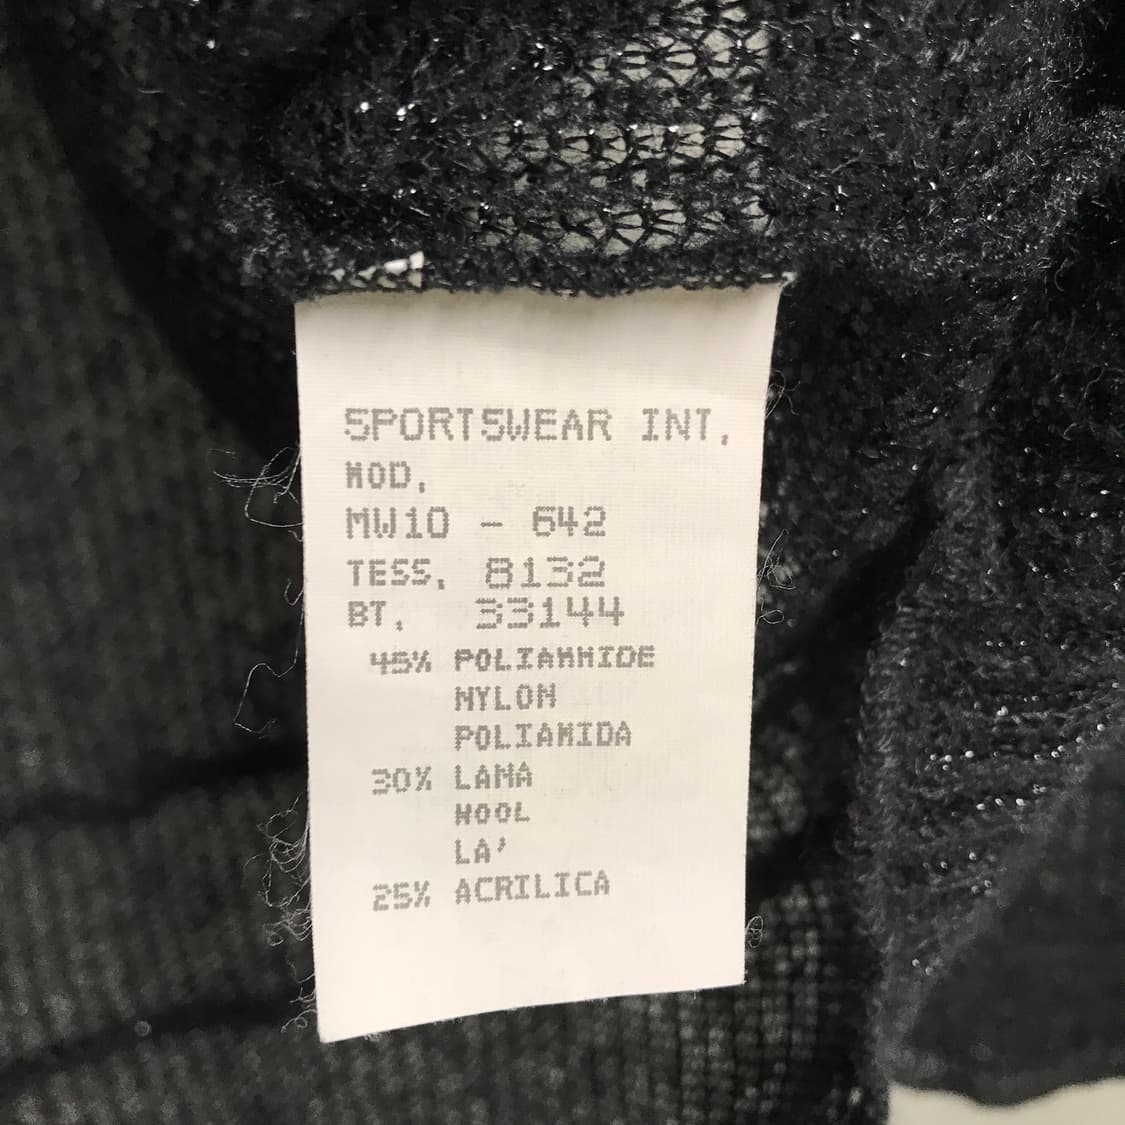 SPORTSWEAR INT.
MOD.
MW10 - 642
TESS. 8132
BT. 33144
45% POLIAMMIDE
NYLON
POLIAMIDA
30% LANA
WOOL
LA'
25% ACRILICA